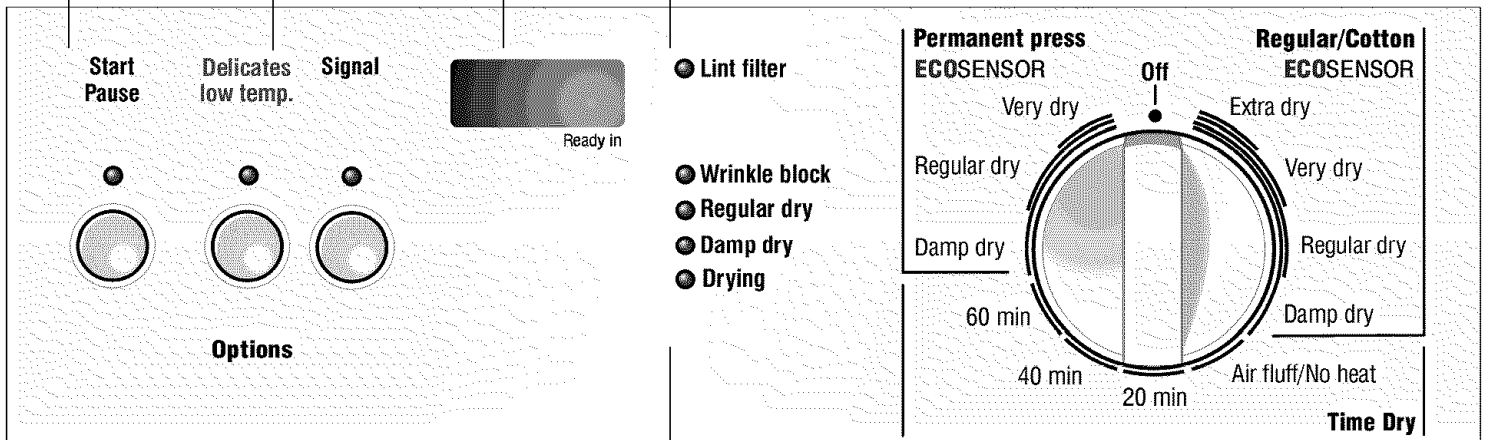 Start
Pause
Delicates
low temp.
Signal
Ready in
Options
Lint filter
Wrinkle block
Regular dry
Damp dry
Drying
Permanent press
ECOSENSOR
Regular/Cotton
ECOSENSOR
Off
Very dry
Regular dry
Damp dry
60 min
40 min
20 min
Extra dry
Very dry
Regular dry
Damp dry
Air fluff/No heat
Time Dry